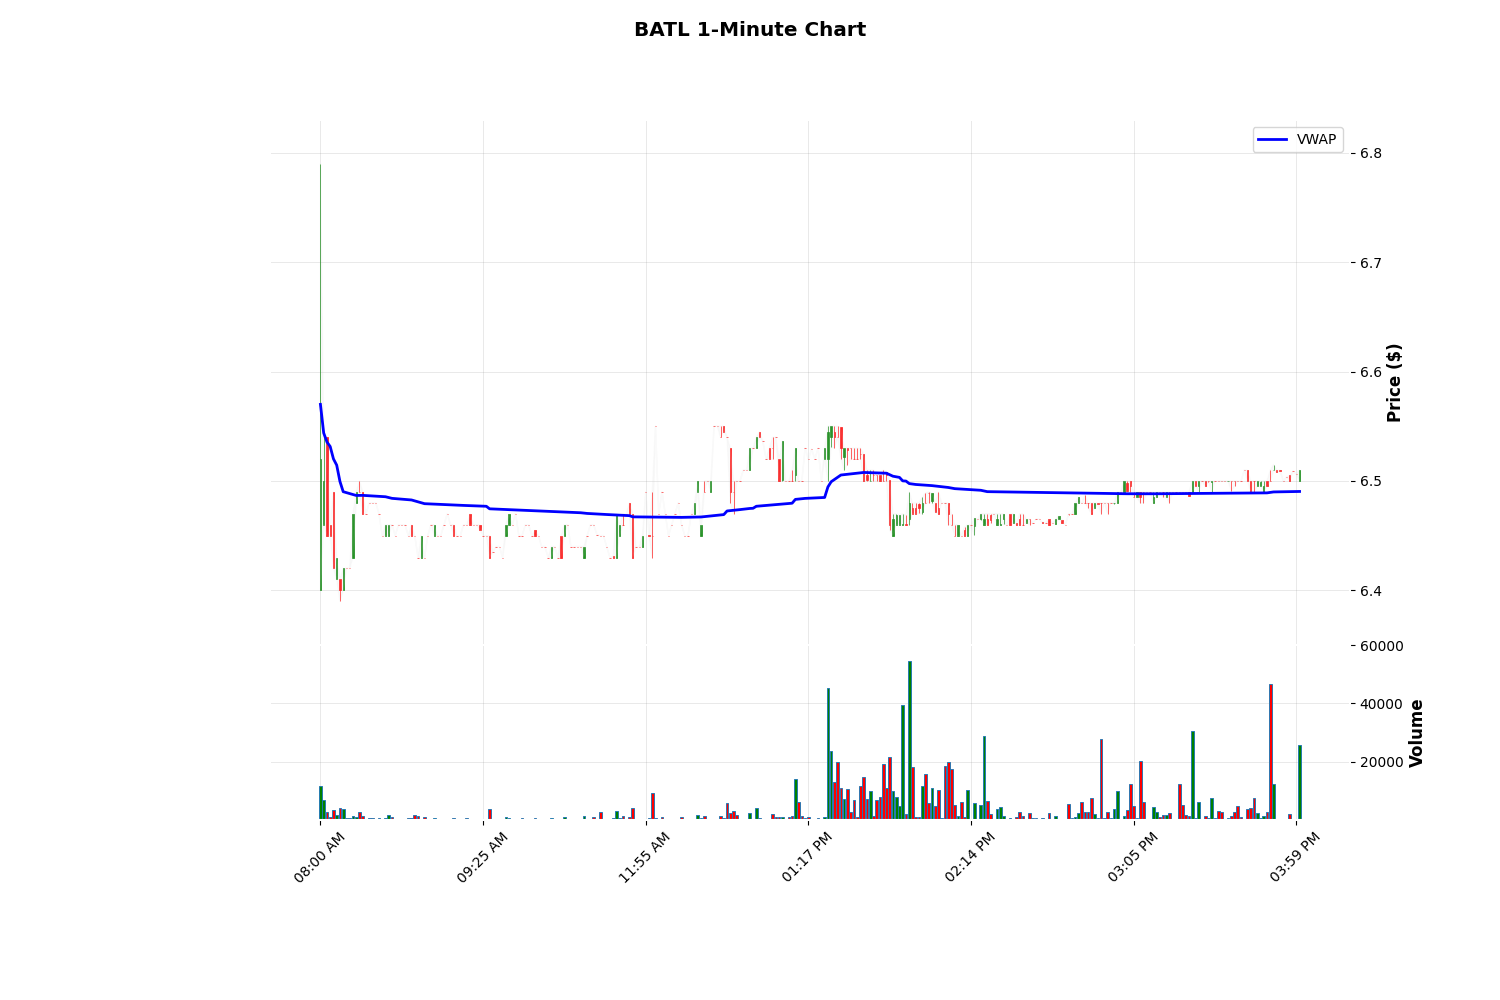 BATL 1-Minute Chart
VWAP
6.8
6.7
6.6
6.5
6.4
Price ($)
60000
40000
20000
Volume
08:00 AM
09:25 AM
11:55 AM
01:17 PM
02:14 PM
03:05 PM
03:59 PM